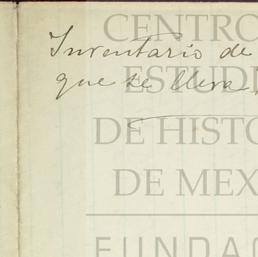 CENTRO
Inventario de
ESTUDI
que se lleva
DE HISTO
DE MEX
FUNDAC